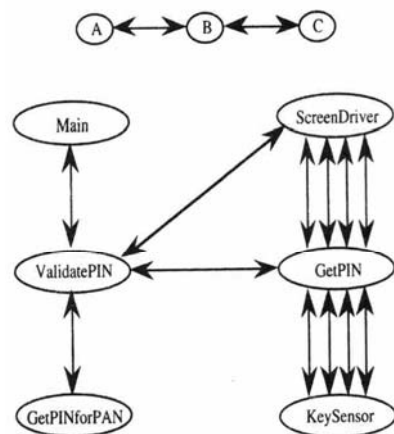 A B C
Main ScreenDriver
ValidatePIN GetPIN
GetPINforPAN KeySensor